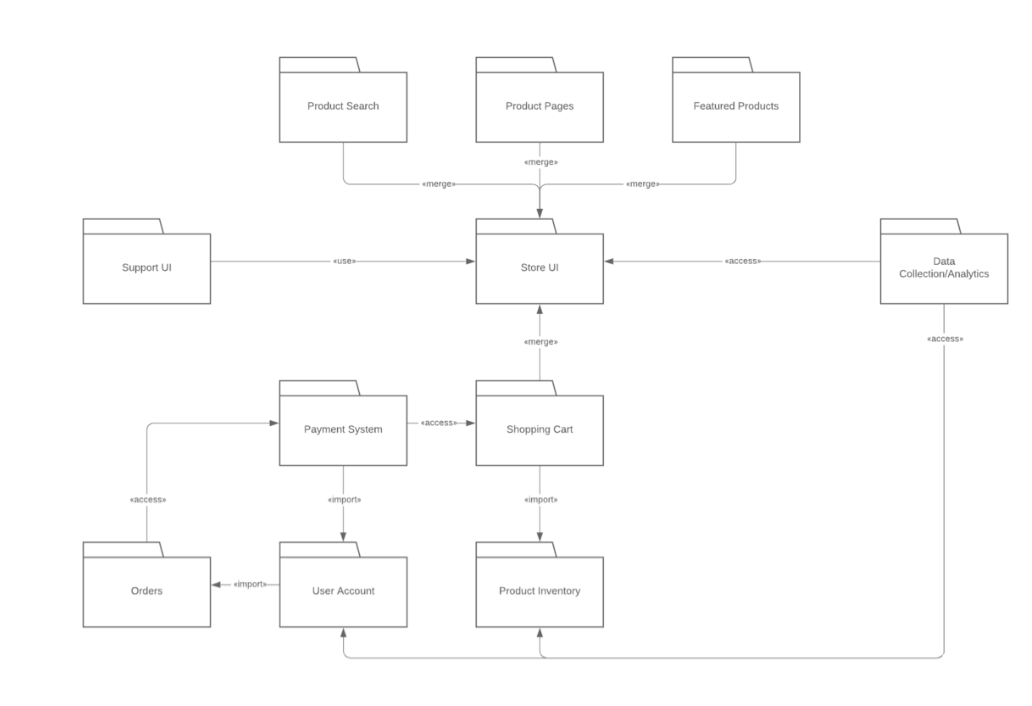 Product Search
Product Pages
Featured Products
«merge»
«merge»
«merge»
Support UI
«use»
Store UI
«access»
Data
Collection/Analytics
«merge»
«access»
Payment System
«access»
Shopping Cart
«access»
«import»
«import»
Orders
«import»
User Account
Product Inventory